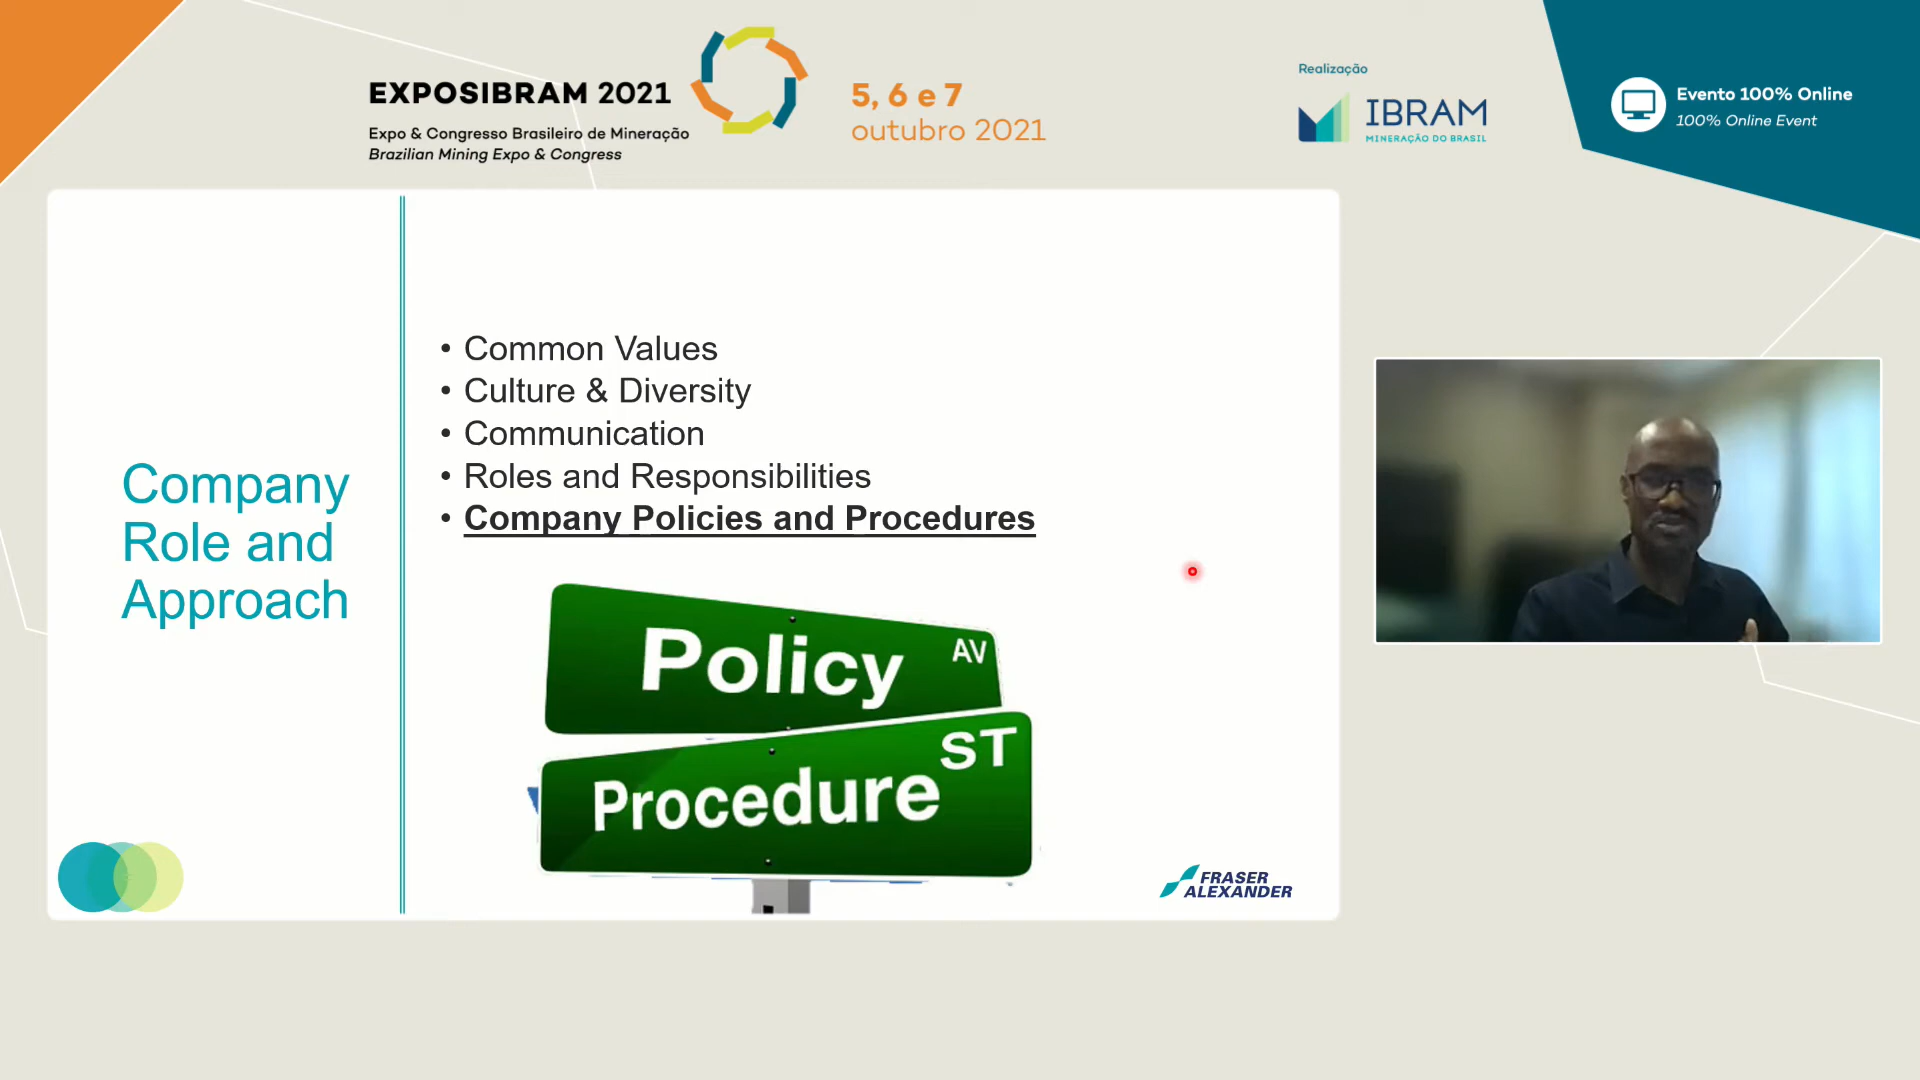 EXPOSIBRAM 2021
Expo & Congresso Brasileiro de Mineração
Brazilian Mining Expo & Congress
5, 6 e 7
outubro 2021
Realização
IBRAM
MINERAÇÃO DO BRASIL
Evento 100% Online
100% Online Event
Company
Role and
Approach
• Common Values
• Culture & Diversity
• Communication
• Roles and Responsibilities
• Company Policies and Procedures
Policy AV
Procedure ST
FRASER
ALEXANDER